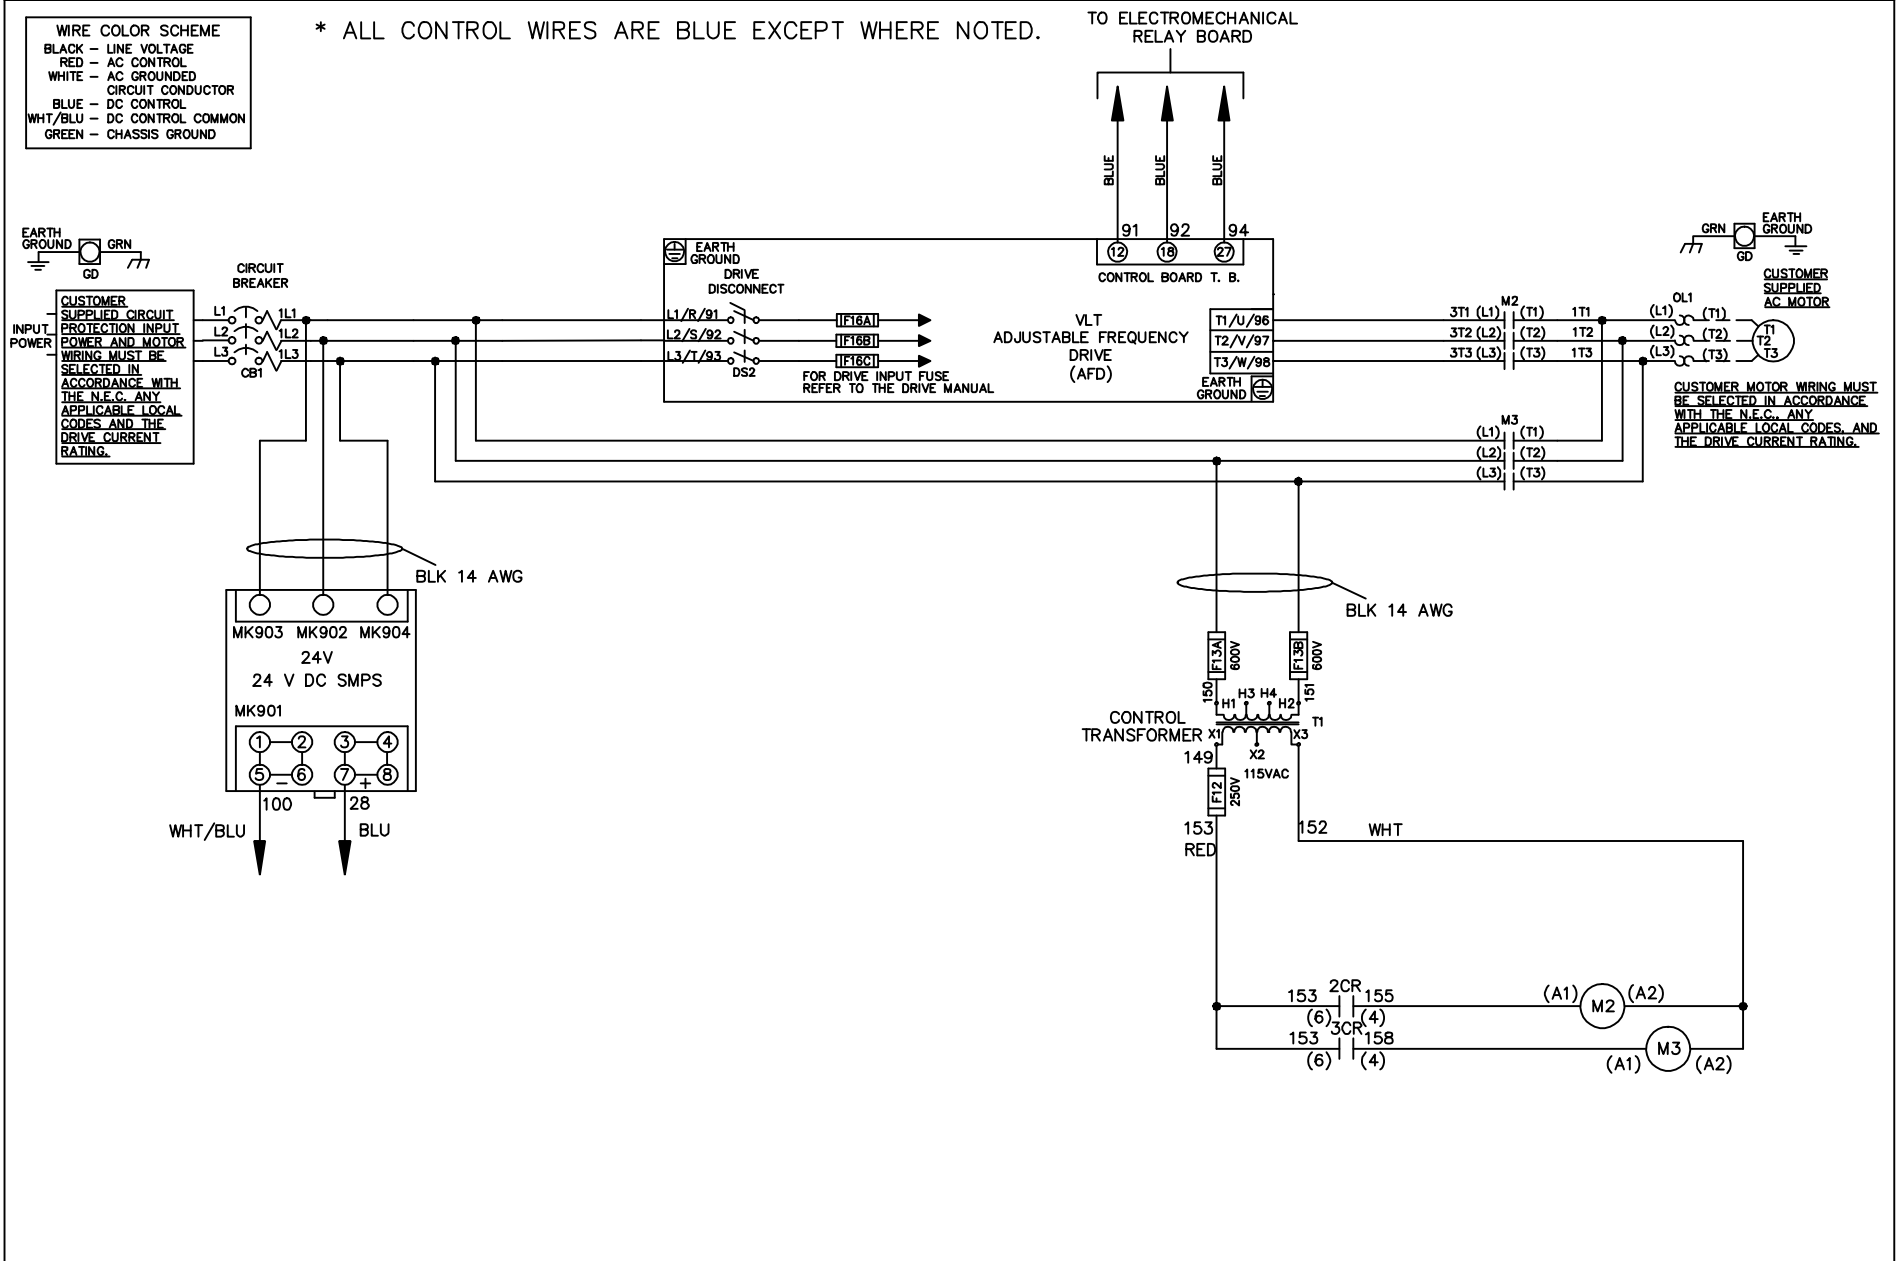 WIRE COLOR SCHEME
BLACK – LINE VOLTAGE
RED – AC CONTROL
WHITE – AC GROUNDED
CIRCUIT CONDUCTOR
BLUE – DC CONTROL
WHT/BLU – DC CONTROL COMMON
GREEN – CHASSIS GROUND
* ALL CONTROL WIRES ARE BLUE EXCEPT WHERE NOTED.
TO ELECTROMECHANICAL
RELAY BOARD
BLUE
BLUE
BLUE
91 92 94
12 18 27
CONTROL BOARD T. B.
EARTH
GROUND
GRN
GD
CIRCUIT
BREAKER
INPUT
POWER
CUSTOMER
SUPPLIED CIRCUIT
PROTECTION INPUT
POWER AND MOTOR
WIRING MUST BE
SELECTED IN
ACCORDANCE WITH
THE N.E.C. ANY
APPLICABLE LOCAL
CODES AND THE
DRIVE CURRENT
RATING.
L1 1L1
L2 1L2
L3 1L3
CB1
EARTH
GROUND
DRIVE
DISCONNECT
L1/R/91
L2/S/92
L3/T/93
DS2
F16A
F16B
F16C
FOR DRIVE INPUT FUSE
REFER TO THE DRIVE MANUAL
VLT
ADJUSTABLE FREQUENCY
DRIVE
(AFD)
T1/U/96
T2/V/97
T3/W/98
EARTH
GROUND
M2
3T1 (L1) (T1) 1T1
3T2 (L2) (T2) 1T2
3T3 (L3) (T3) 1T3
OL1
(L1) (T1)
(L2) (T2)
(L3) (T3)
T1
T2
T3
GRN
GD
EARTH
GROUND
CUSTOMER
SUPPLIED
AC MOTOR
CUSTOMER MOTOR WIRING MUST
BE SELECTED IN ACCORDANCE
WITH THE N.E.C., ANY
APPLICABLE LOCAL CODES, AND
THE DRIVE CURRENT RATING.
M3
(L1) (T1)
(L2) (T2)
(L3) (T3)
BLK 14 AWG
MK903 MK902 MK904
24V
24 V DC SMPS
MK901
1 2 3 4
5 – 6 7 + 8
100 28
WHT/BLU BLU
BLK 14 AWG
F13A
600V
F13B
600V
150
151
H1 H3 H4 H2
T1
CONTROL
TRANSFORMER
X1 X2 X3
149
115VAC
F12
250V
153
RED
152 WHT
2CR
153 155
(6) (4)
(A1) M2 (A2)
3CR
153 158
(6) (4)
(A1) M3 (A2)